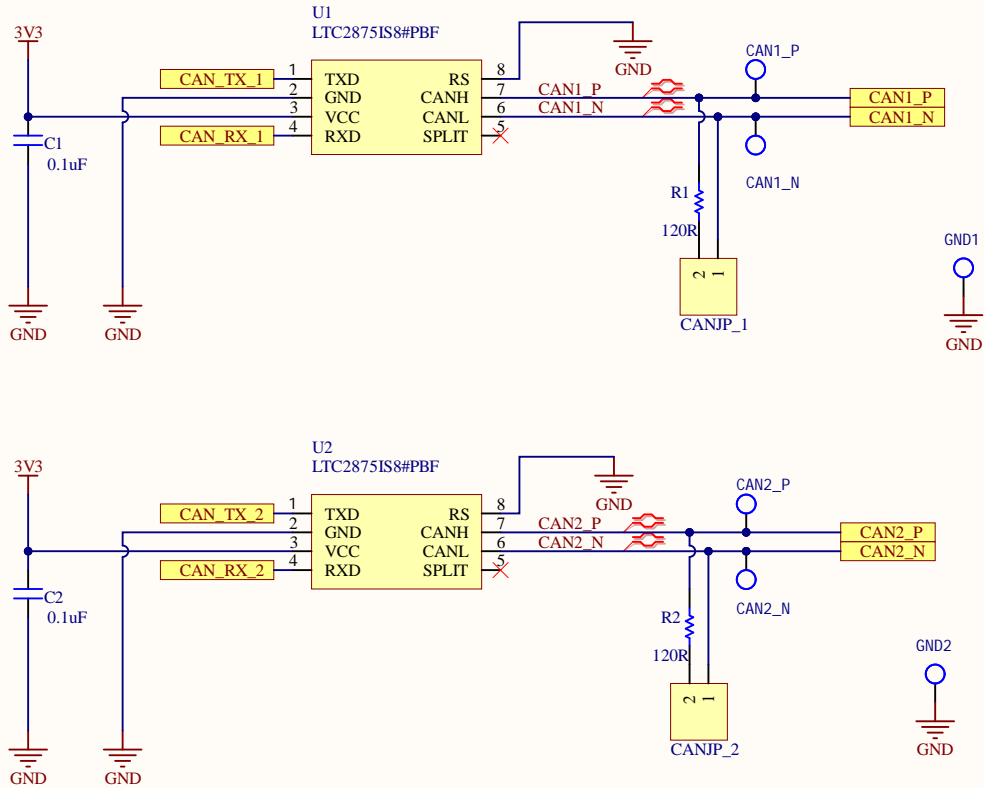 U1
LTC2875IS8#PBF
3V3
GND
CAN1_P
CAN_TX_1
1
TXD
RS
8
2
GND
CANH
7
CAN1_P
CAN1_P
3
VCC
CANL
6
CAN1_N
CAN1_N
CAN_RX_1
4
RXD
SPLIT
5
C1
0.1uF
CAN1_N
R1
120R
2
1
CANJP_1
GND1
GND
GND
GND
U2
LTC2875IS8#PBF
3V3
GND
CAN2_P
CAN_TX_2
1
TXD
RS
8
2
GND
CANH
7
CAN2_P
CAN2_P
3
VCC
CANL
6
CAN2_N
CAN2_N
CAN_RX_2
4
RXD
SPLIT
5
C2
0.1uF
CAN2_N
R2
120R
2
1
CANJP_2
GND2
GND
GND
GND